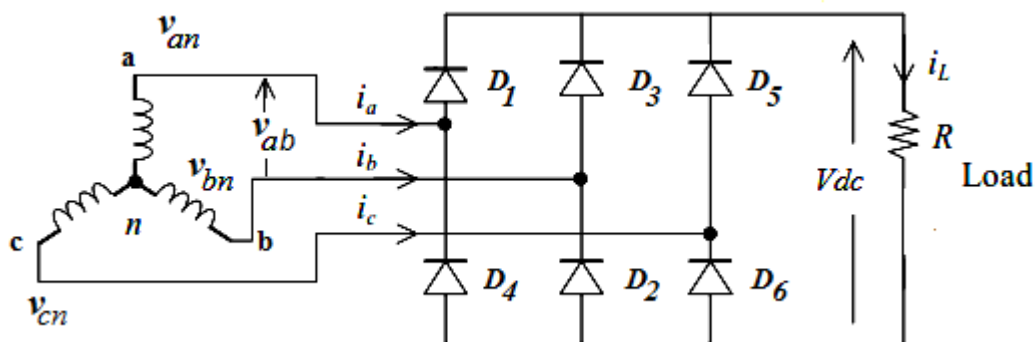 v_an
a
i_a
D_1
D_3
D_5
i_L
v_ab
i_b
R
v_bn
Vdc
Load
n
i_c
c
b
D_4
D_2
D_6
v_cn